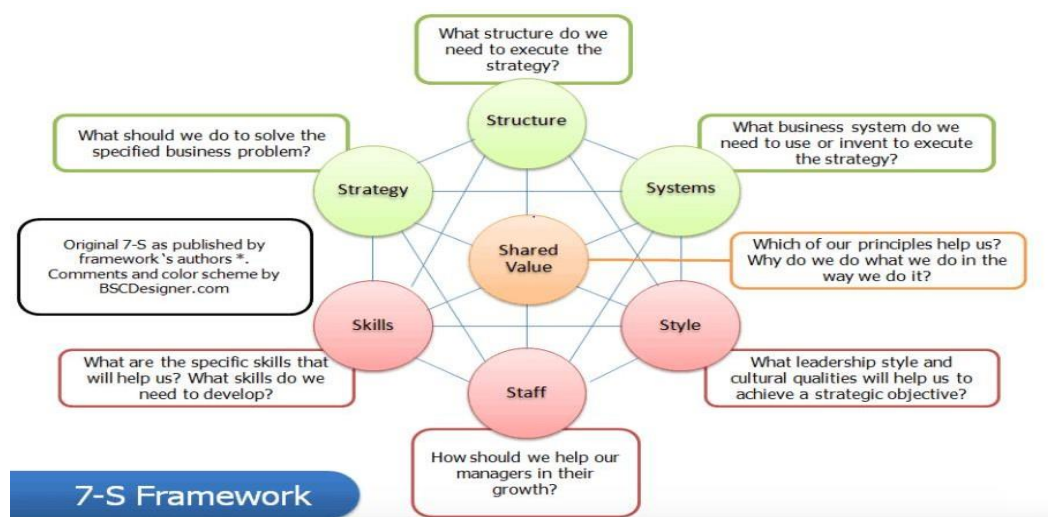 What structure do we
need to execute the
strategy?
Structure
What should we do to solve the
specified business problem?
What business system do we
need to use or invent to execute
the strategy?
Strategy
Systems
Original 7-S as published by
framework`s authors *.
Comments and color scheme by
BSCDesigner.com
Shared
Value
Which of our principles help us?
Why do we do what we do in the
way we do it?
Skills
Style
What are the specific skills that
will help us? What skills do we
need to develop?
Staff
What leadership style and
cultural qualities will help us to
achieve a strategic objective?
How should we help our
managers in their
growth?
7-S Framework